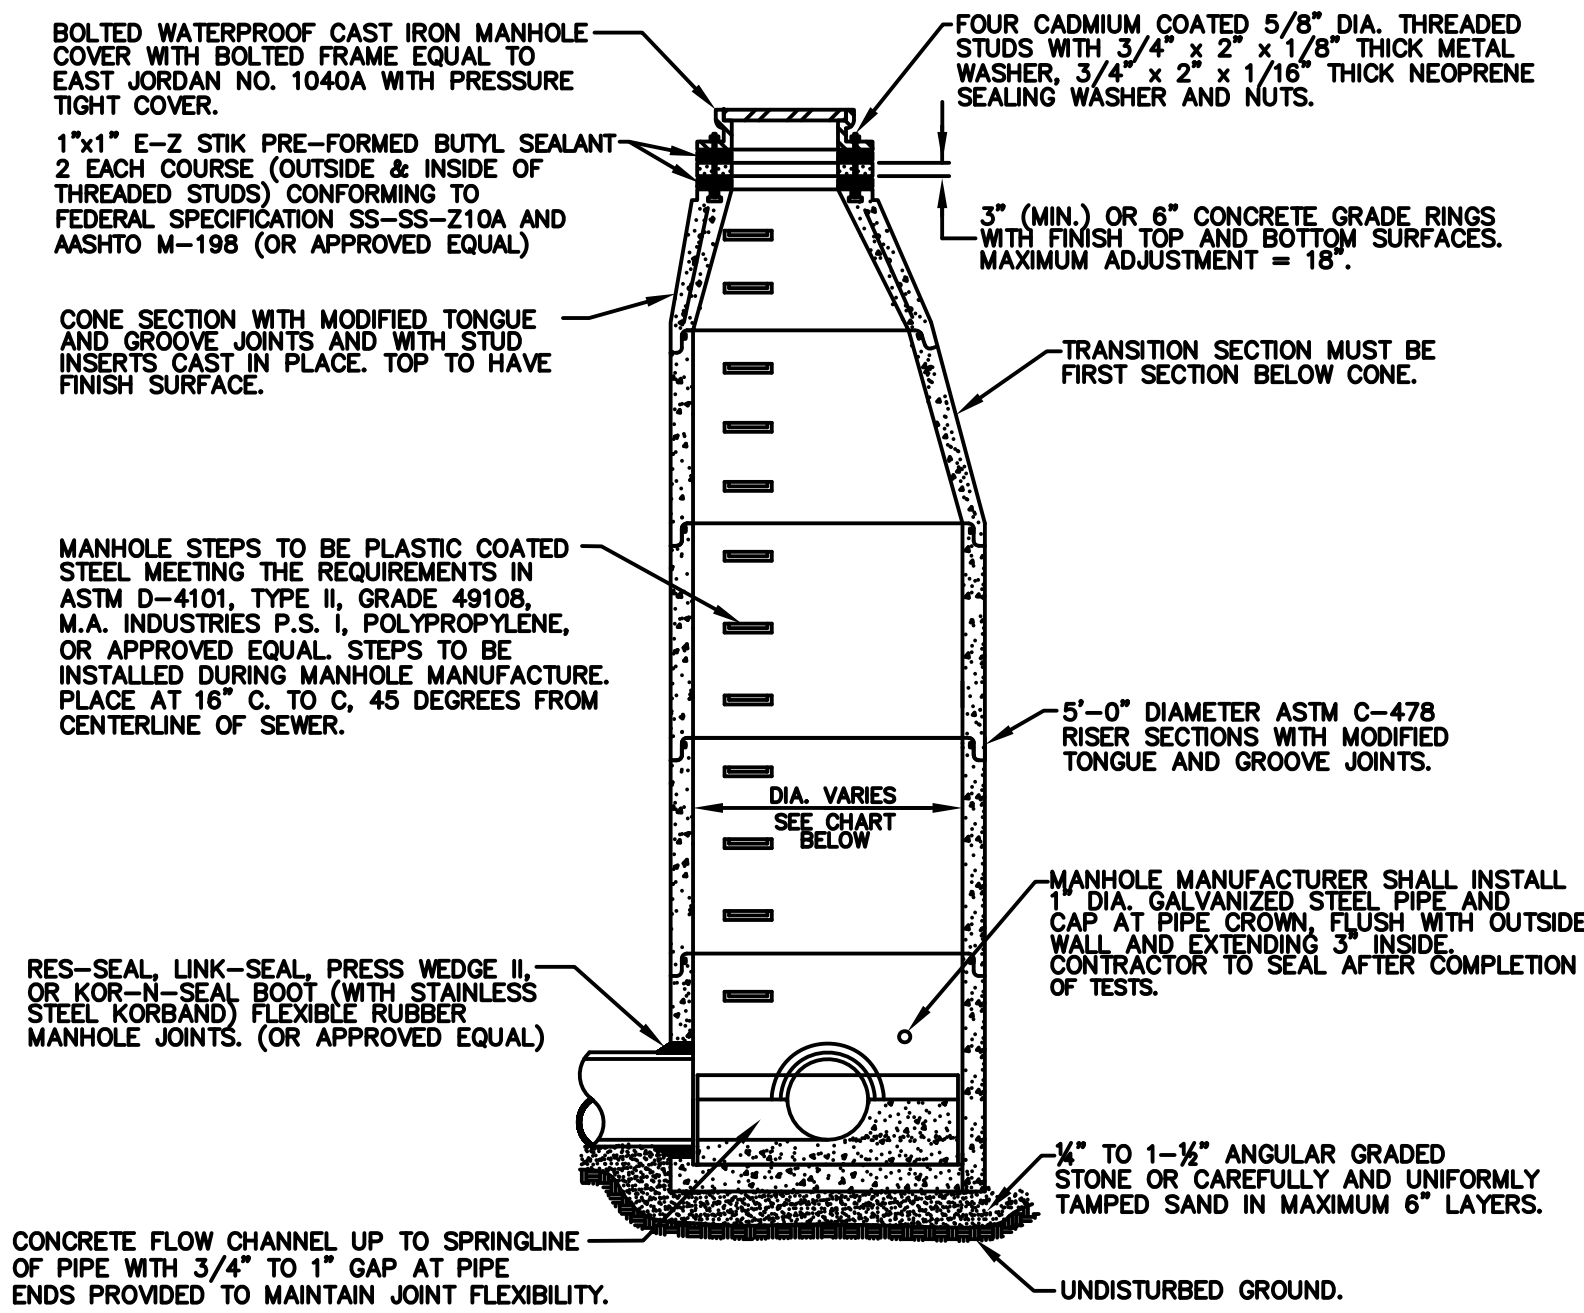 BOLTED WATERPROOF CAST IRON MANHOLE
COVER WITH BOLTED FRAME EQUAL TO
EAST JORDAN NO. 1040A WITH PRESSURE
TIGHT COVER.
1"x1" E-Z STIK PRE-FORMED BUTYL SEALANT
2 EACH COURSE (OUTSIDE & INSIDE OF
THREADED STUDS) CONFORMING TO
FEDERAL SPECIFICATION SS-SS-Z10A AND
AASHTO M-198 (OR APPROVED EQUAL)
CONE SECTION WITH MODIFIED TONGUE
AND GROOVE JOINTS AND WITH STUD
INSERTS CAST IN PLACE. TOP TO HAVE
FINISH SURFACE.
MANHOLE STEPS TO BE PLASTIC COATED
STEEL MEETING THE REQUIREMENTS IN
ASTM D-4101, TYPE II, GRADE 49108,
M.A. INDUSTRIES P.S. I, POLYPROPYLENE,
OR APPROVED EQUAL. STEPS TO BE
INSTALLED DURING MANHOLE MANUFACTURE.
PLACE AT 16" C. TO C, 45 DEGREES FROM
CENTERLINE OF SEWER.
RES-SEAL, LINK-SEAL, PRESS WEDGE II,
OR KOR-N-SEAL BOOT (WITH STAINLESS
STEEL KORBAND) FLEXIBLE RUBBER
MANHOLE JOINTS. (OR APPROVED EQUAL)
CONCRETE FLOW CHANNEL UP TO SPRINGLINE
OF PIPE WITH 3/4" TO 1" GAP AT PIPE
ENDS PROVIDED TO MAINTAIN JOINT FLEXIBILITY.
DIA. VARIES
SEE CHART
BELOW
FOUR CADMIUM COATED 5/8" DIA. THREADED
STUDS WITH 3/4" x 2" x 1/8" THICK METAL
WASHER, 3/4" x 2" x 1/16" THICK NEOPRENE
SEALING WASHER AND NUTS.
3" (MIN.) OR 6" CONCRETE GRADE RINGS
WITH FINISH TOP AND BOTTOM SURFACES.
MAXIMUM ADJUSTMENT = 18".
TRANSITION SECTION MUST BE
FIRST SECTION BELOW CONE.
5'-0" DIAMETER ASTM C-478
RISER SECTIONS WITH MODIFIED
TONGUE AND GROOVE JOINTS.
MANHOLE MANUFACTURER SHALL INSTALL
1" DIA. GALVANIZED STEEL PIPE AND
CAP AT PIPE CROWN, FLUSH WITH OUTSIDE
WALL AND EXTENDING 3" INSIDE.
CONTRACTOR TO SEAL AFTER COMPLETION
OF TESTS.
¼" TO 1-½" ANGULAR GRADED
STONE OR CAREFULLY AND UNIFORMLY
TAMPED SAND IN MAXIMUM 6" LAYERS.
UNDISTURBED GROUND.